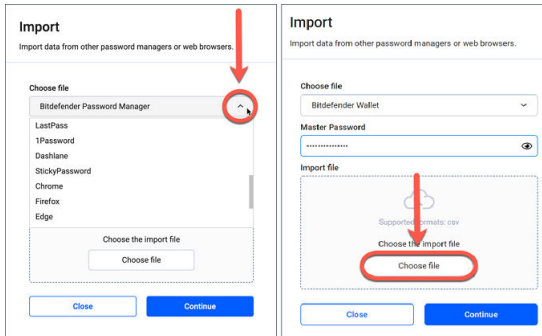 Import
Import data from other password managers or web browsers.
Choose file
Bitdefender Password Manager
LastPass
1Password
Dashlane
StickyPassword
Chrome
Firefox
Edge
Choose the import file
Choose file
Close
Continue
Import
Import data from other password managers or web browsers.
Choose file
Bitdefender Wallet
Master Password
Import file
Supported formats: csv
Choose the import file
Choose file
Close
Continue